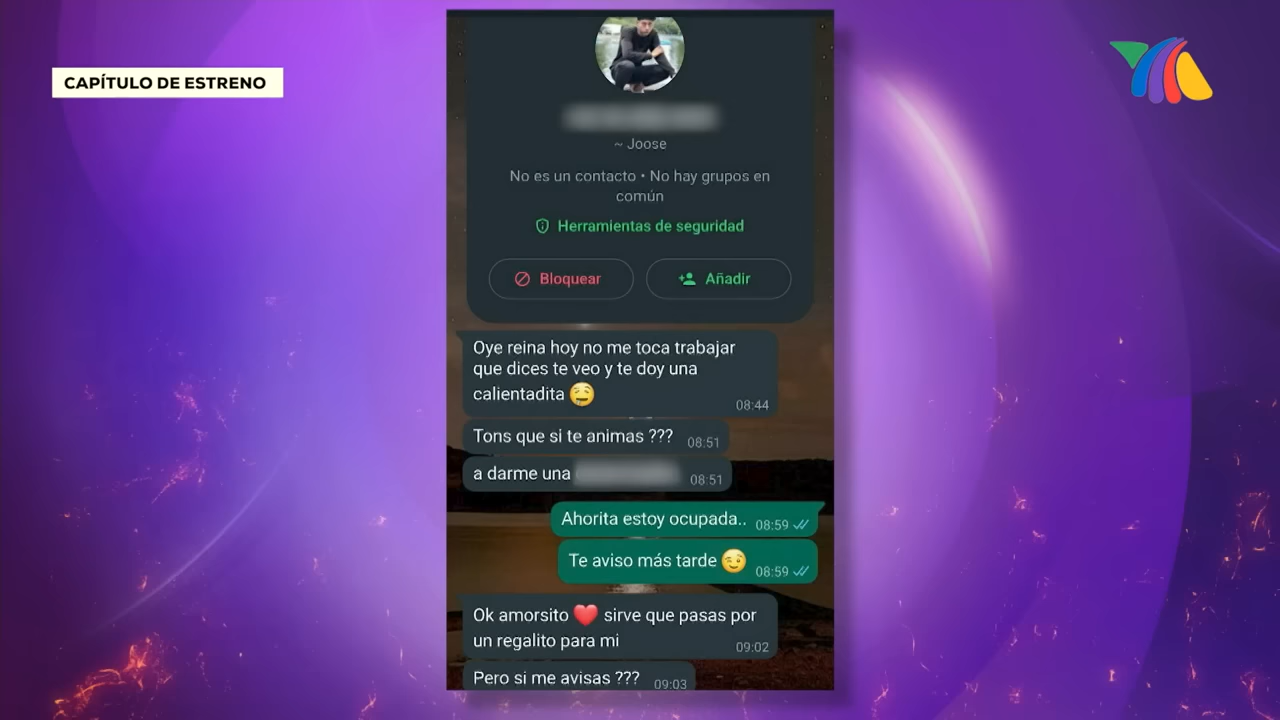 CAPÍTULO DE ESTRENO
~ Joose
No es un contacto • No hay grupos en
común
Herramientas de seguridad
Bloquear
Añadir
Oye reina hoy no me toca trabajar
que dices te veo y te doy una
calientadita 🤤
08:44
Tons que si te animas ???
08:51
a darme una
08:51
Ahorita estoy ocupada..
08:59
Te aviso más tarde 😉
08:59
Ok amorsito ❤️ sirve que pasas por
un regalito para mi
09:02
Pero si me avisas ???
09:03